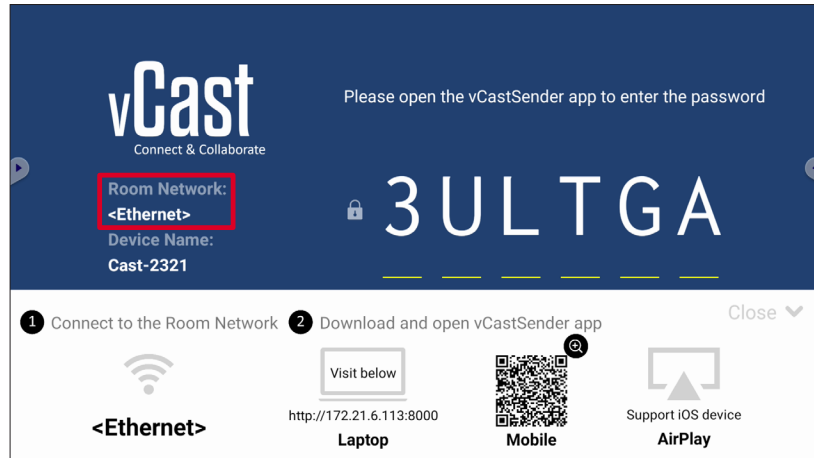 vCast
Connect & Collaborate
Please open the vCastSender app to enter the password
Room Network:
<Ethernet>
3ULTGA
Device Name:
Cast-2321
Close
1 Connect to the Room Network
2 Download and open vCastSender app
<Ethernet>
Visit below
http://172.21.6.113:8000
Laptop
Mobile
Support iOS device
AirPlay